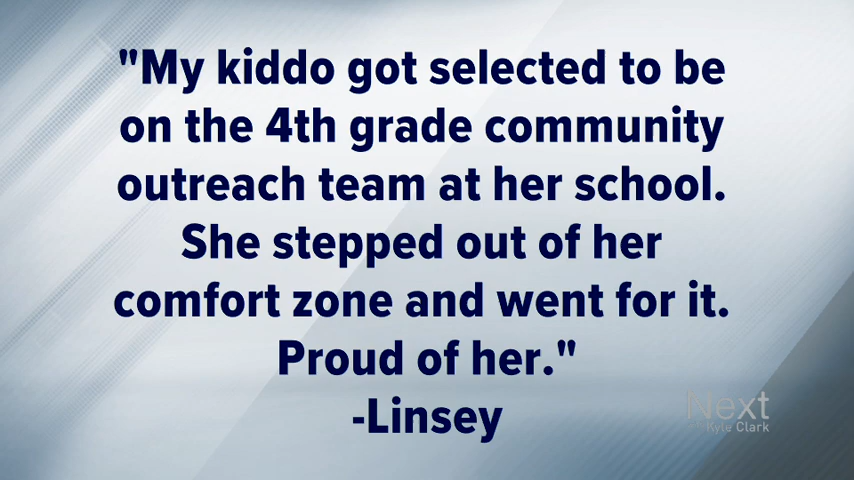 "My kiddo got selected to be
on the 4th grade community
outreach team at her school.
She stepped out of her
comfort zone and went for it.
Proud of her."
-Linsey
Next
Kyle Clark